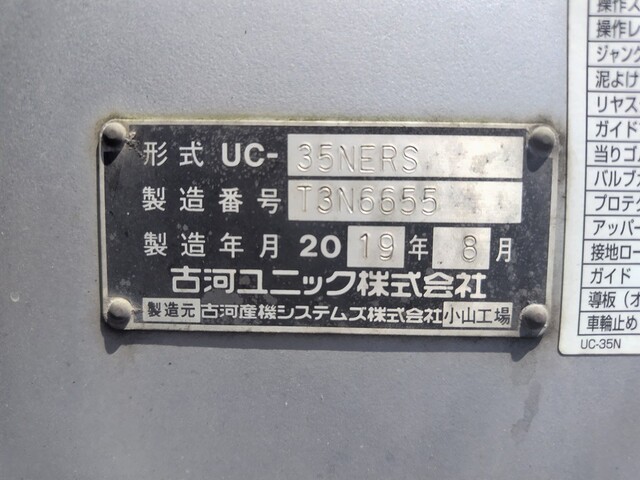 形式 UC- 35NERS
製造番号 T3N6655
製造年月 2019年 8月
古河ユニック株式会社
製造元 古河産機システムズ株式会社 小山工場
操作ス
操作レ
ジャンク
泥よけ
リヤス
ガイド
当りゴ
バルブ
プロテク
アッパー
接地ロー
ガイド
導板(オ
車輪止め
UC-35N